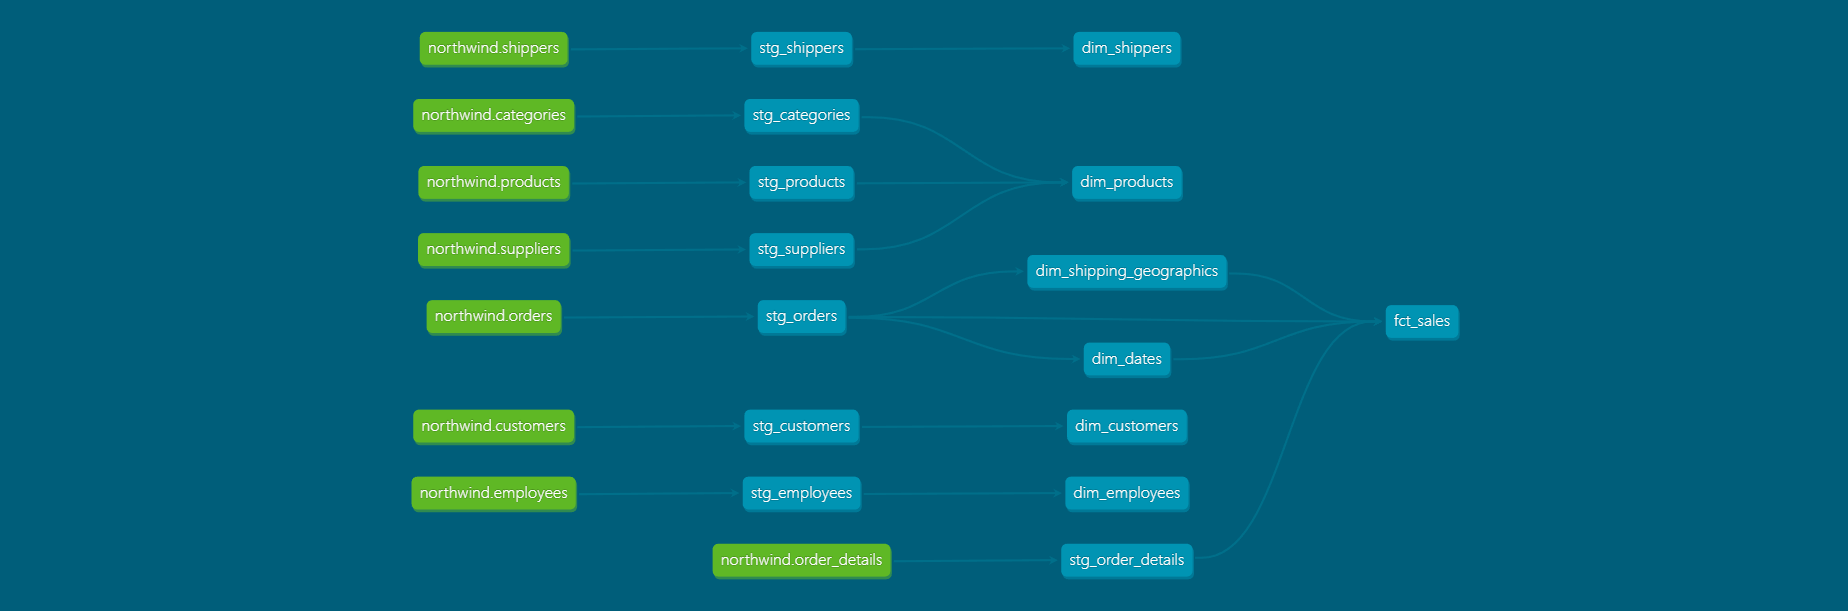 northwind.shippers
stg_shippers
dim_shippers
northwind.categories
stg_categories
northwind.products
stg_products
dim_products
northwind.suppliers
stg_suppliers
dim_shipping_geographics
northwind.orders
stg_orders
fct_sales
dim_dates
northwind.customers
stg_customers
dim_customers
northwind.employees
stg_employees
dim_employees
northwind.order_details
stg_order_details